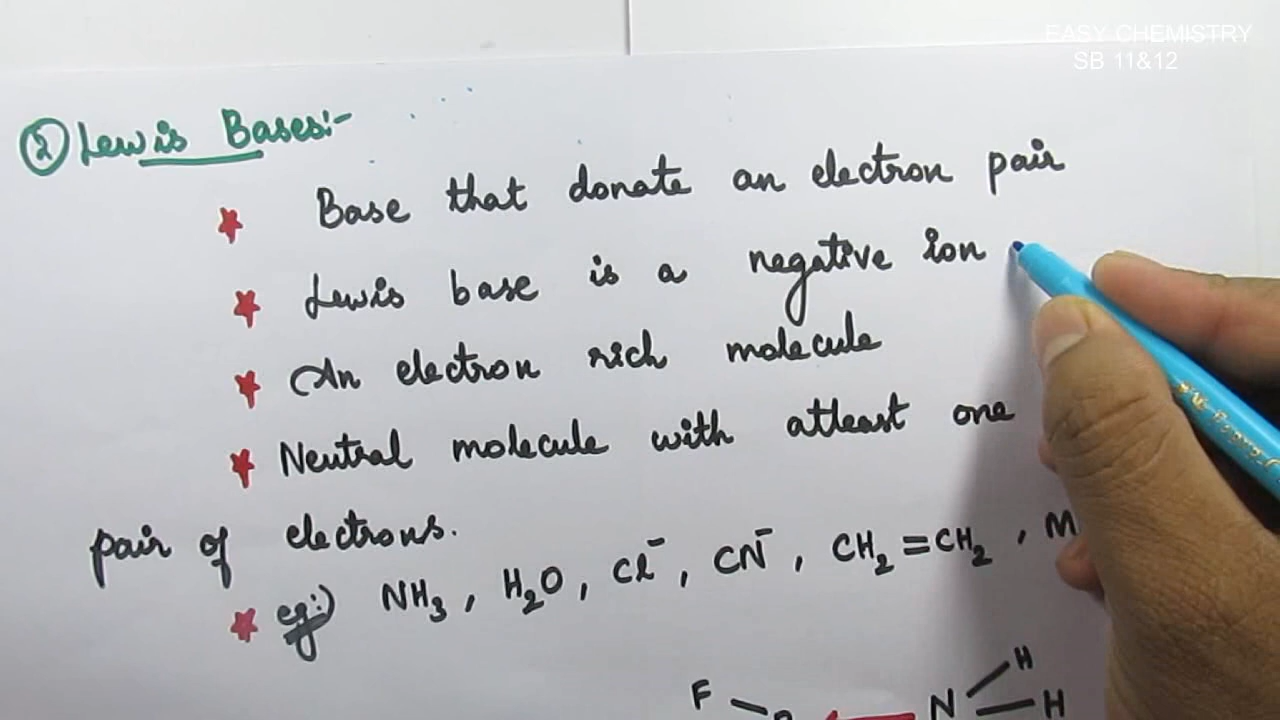 EASY CHEMISTRY
SB 11&12
② Lewis Bases:-
★ Base that donate an electron pair
★ Lewis base is a negative ion
★ An electron rich molecule
★ Neutral molecule with atleast one
pair of electrons.
★ eg:) NH₃, H₂O, Cl⁻, CN⁻, CH₂=CH₂, M
F N H
H